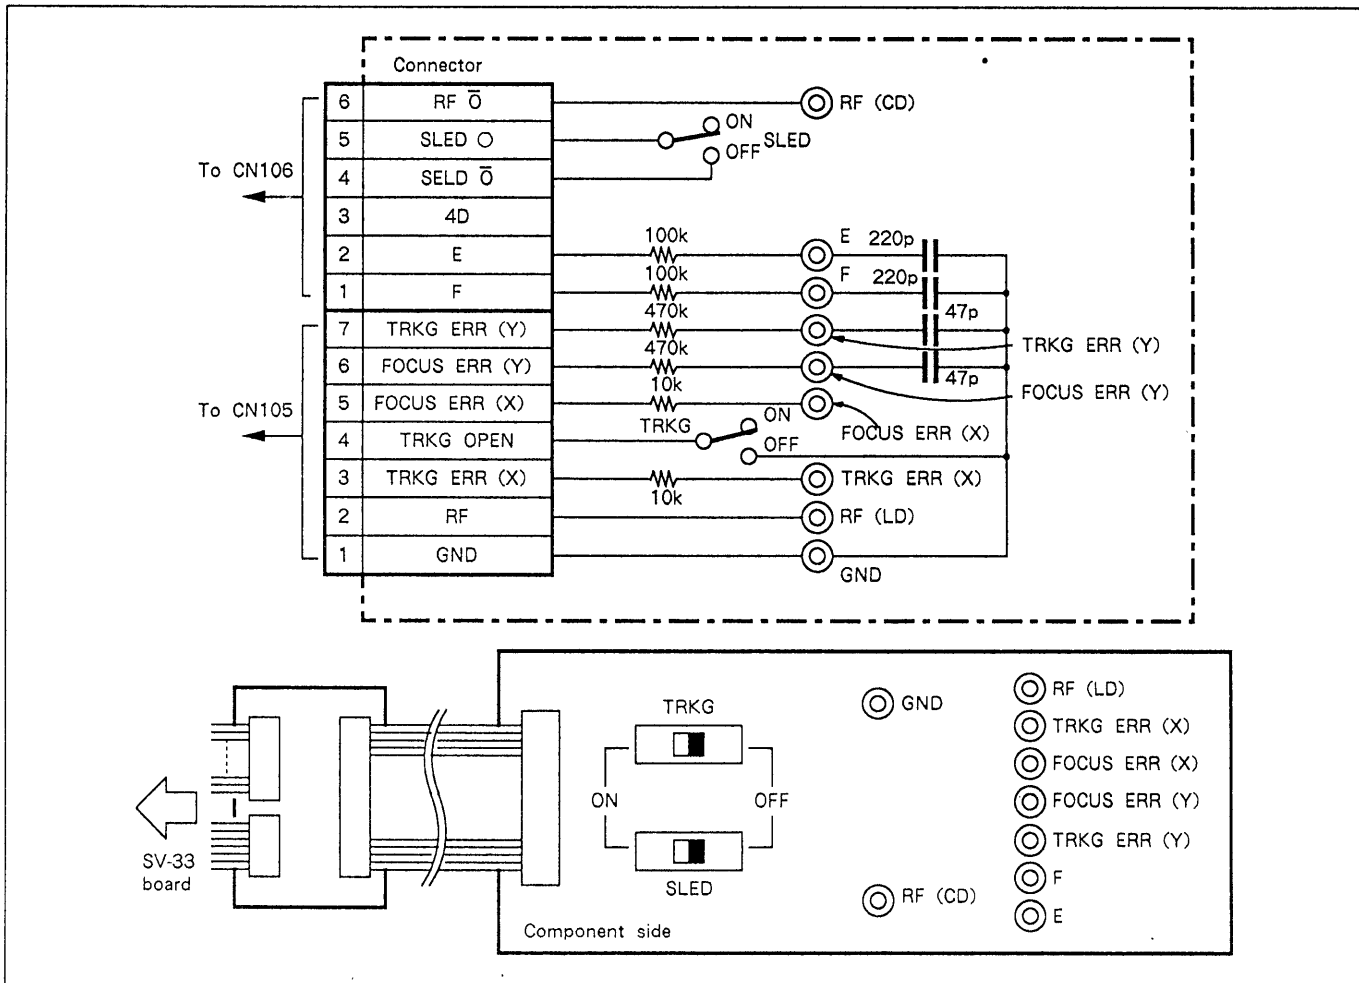 Connector
6 RF O̅ RF (CD)
ON
5 SLED O SLED
OFF
To CN106
4 SELD O̅
3 4D
100k E 220p
2 E
100k F 220p
1 F
470k 47p
7 TRKG ERR (Y)
TRKG ERR (Y)
470k
6 FOCUS ERR (Y)
10k 47p
FOCUS ERR (Y)
To CN105
5 FOCUS ERR (X)
TRKG ON
FOCUS ERR (X)
4 TRKG OPEN OFF
3 TRKG ERR (X) TRKG ERR (X)
10k
2 RF RF (LD)
1 GND
GND
RF (LD)
TRKG GND
TRKG ERR (X)
FOCUS ERR (X)
ON OFF FOCUS ERR (Y)
TRKG ERR (Y)
SV-33
board
SLED
F
RF (CD)
E
Component side